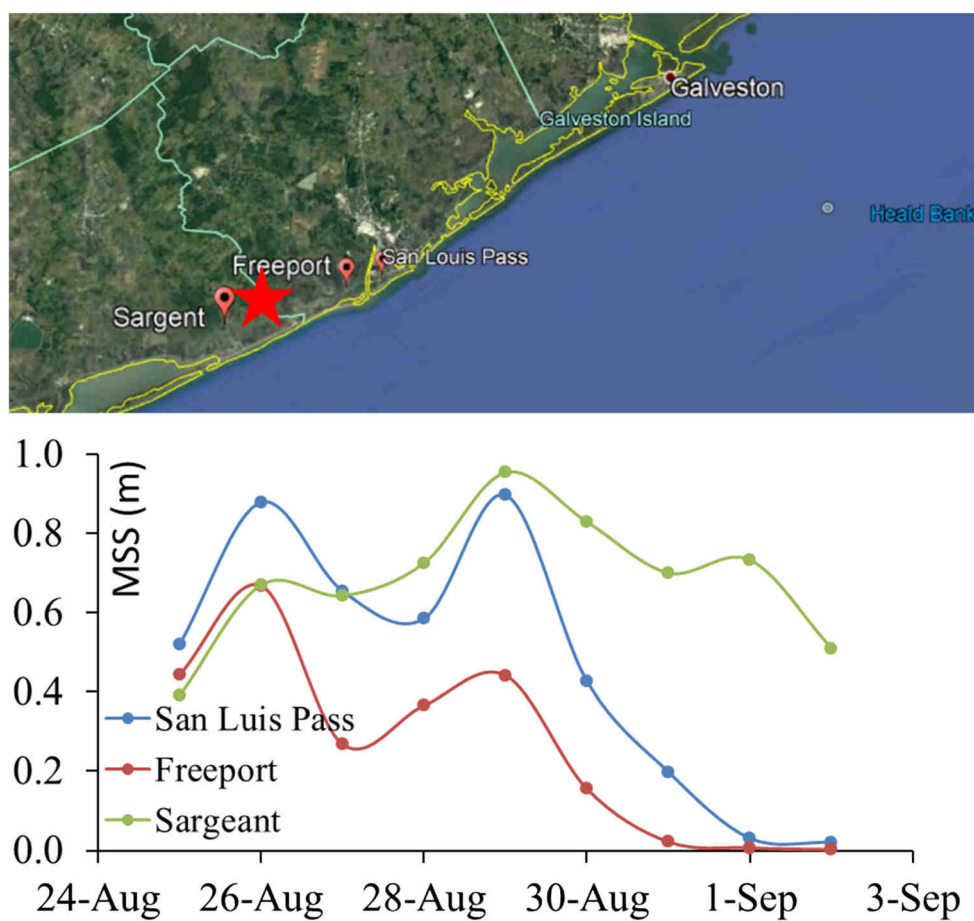 Galveston
Galveston Island
Heald Bank
San Louis Pass
Freeport
Sargent
MSS (m)
1.0
0.8
0.6
0.4
0.2
0.0
San Luis Pass
Freeport
Sargeant
24-Aug 26-Aug 28-Aug 30-Aug 1-Sep 3-Sep